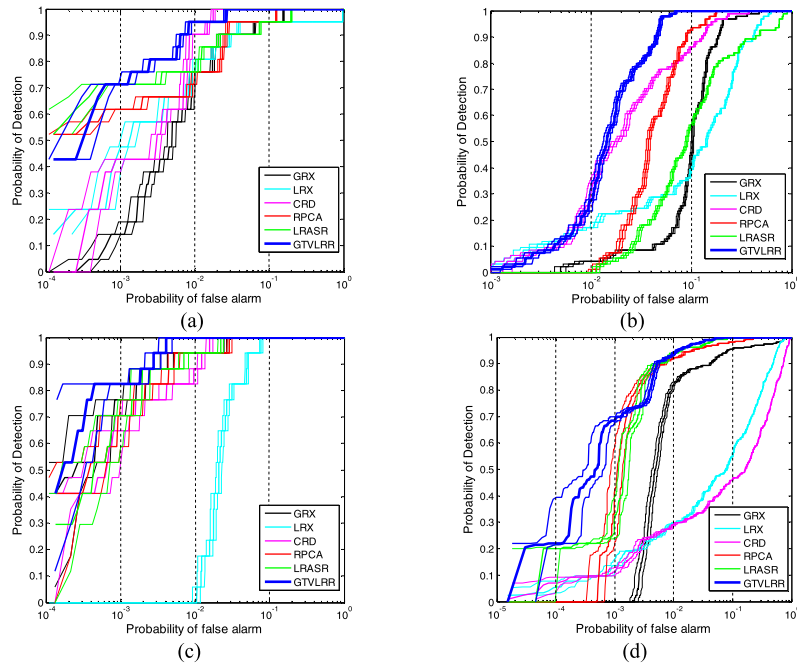 1
0.9
0.8
0.7
0.6
0.5
0.4
0.3
0.2
0.1
0
Probability of Detection
GRX
LRX
CRD
RPCA
LRASR
GTVLRR
10^-4 10^-3 10^-2 10^-1 10^0
Probability of false alarm
(a)
1
0.9
0.8
0.7
0.6
0.5
0.4
0.3
0.2
0.1
0
Probability of Detection
GRX
LRX
CRD
RPCA
LRASR
GTVLRR
10^-3 10^-2 10^-1 10^0
Probability of false alarm
(b)
1
0.9
0.8
0.7
0.6
0.5
0.4
0.3
0.2
0.1
0
Probability of Detection
GRX
LRX
CRD
RPCA
LRASR
GTVLRR
10^-4 10^-3 10^-2 10^-1 10^0
Probability of false alarm
(c)
1
0.9
0.8
0.7
0.6
0.5
0.4
0.3
0.2
0.1
0
Probability of Detection
GRX
LRX
CRD
RPCA
LRASR
GTVLRR
10^-5 10^-4 10^-3 10^-2 10^-1 10^0
Probability of false alarm
(d)